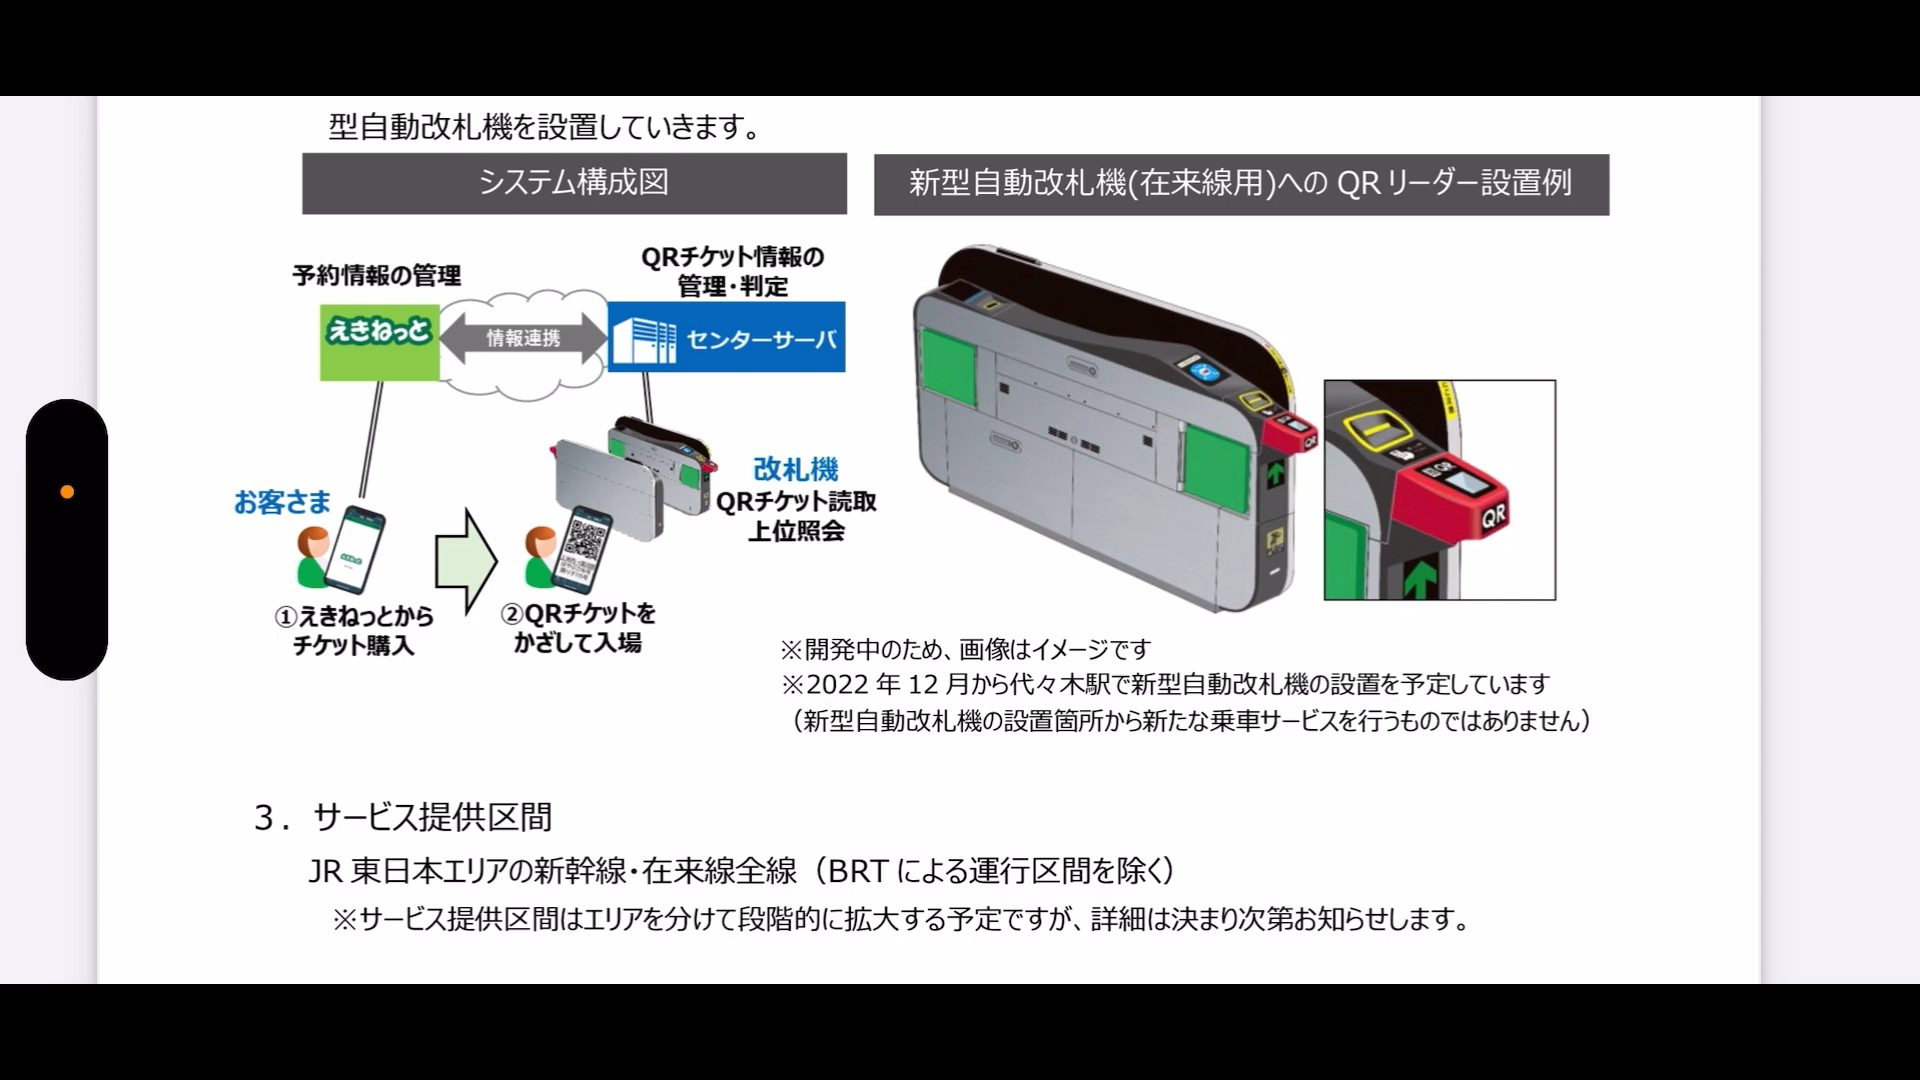 型自動改札機を設置していきます。
システム構成図
新型自動改札機(在来線用)への QR リーダー設置例
予約情報の管理
QRチケット情報の
管理・判定
えきねっと
情報連携
センターサーバ
改札機
QRチケット読取
上位照会
お客さま
①えきねっとから
チケット購入
②QRチケットを
かざして入場
QR
QR
QR
※開発中のため、画像はイメージです
※2022 年 12 月から代々木駅で新型自動改札機の設置を予定しています
（新型自動改札機の設置箇所から新たな乗車サービスを行うものではありません）
３．サービス提供区間
JR 東日本エリアの新幹線・在来線全線（BRT による運行区間を除く）
※サービス提供区間はエリアを分けて段階的に拡大する予定ですが、詳細は決まり次第お知らせします。